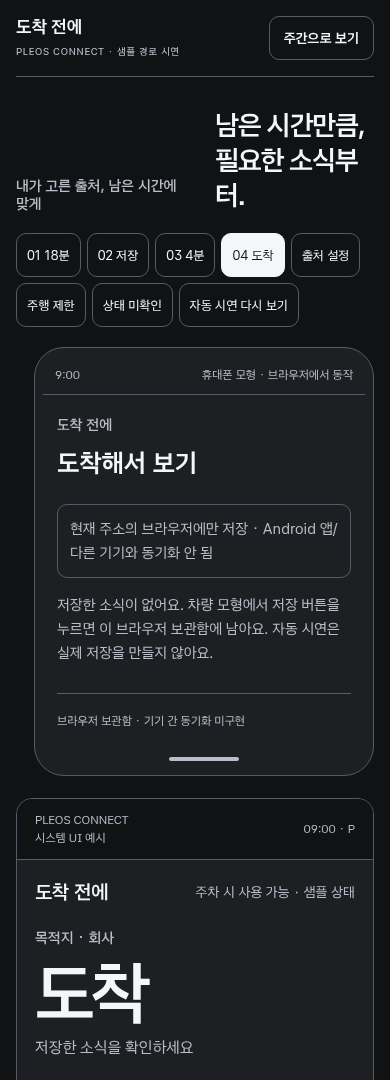 도착 전에
PLEOS CONNECT · 샘플 경로 시연
주간으로 보기
남은 시간만큼,
필요한 소식부
터.
내가 고른 출처, 남은 시간에
맞게
01 18분
02 저장
03 4분
04 도착
출처 설정
주행 제한
상태 미확인
자동 시연 다시 보기
9:00
휴대폰 모형 · 브라우저에서 동작
도착 전에
도착해서 보기
현재 주소의 브라우저에만 저장 · Android 앱/
다른 기기와 동기화 안 됨
저장한 소식이 없어요. 차량 모형에서 저장 버튼을
누르면 이 브라우저 보관함에 남아요. 자동 시연은
실제 저장을 만들지 않아요.
브라우저 보관함 · 기기 간 동기화 미구현
PLEOS CONNECT
시스템 UI 예시
09:00 · P
도착 전에
주차 시 사용 가능 · 샘플 상태
목적지 · 회사
도착
저장한 소식을 확인하세요